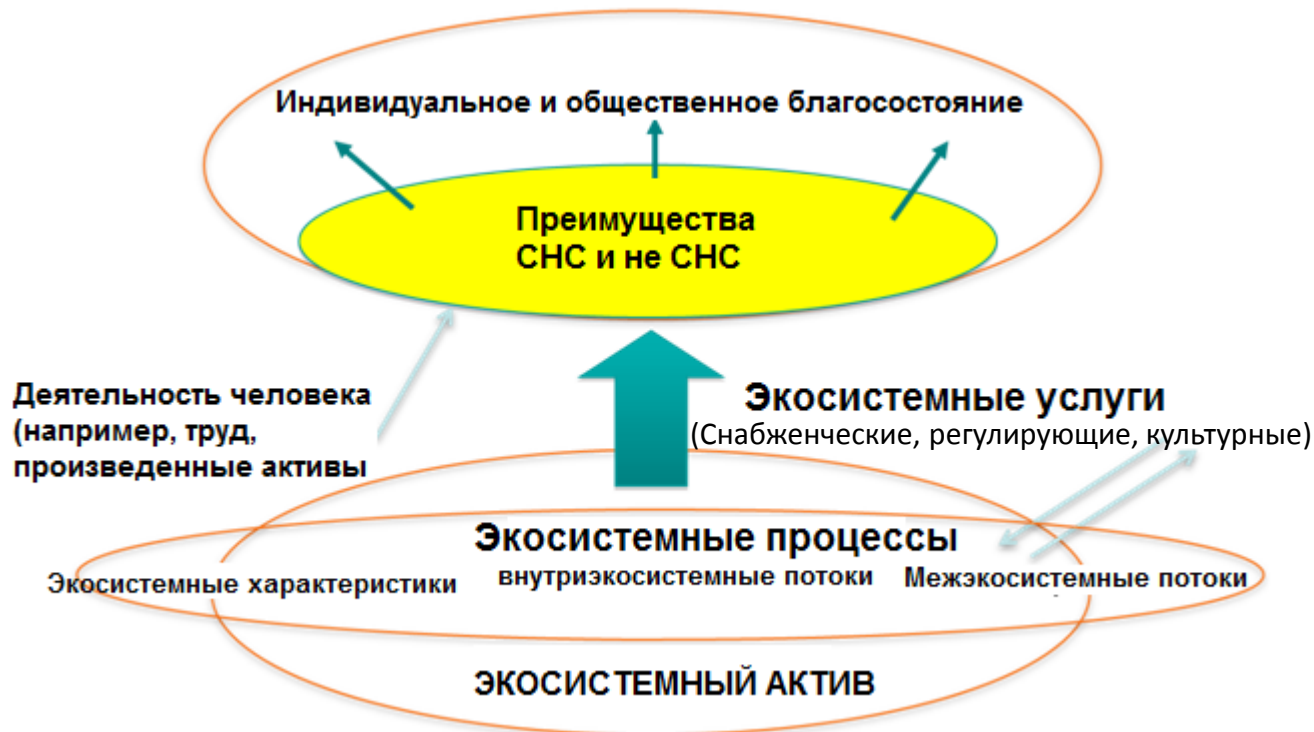 Индивидуальное и общественное благосостояние
Преимущества
СНС и не СНС
Деятельность человека
(например, труд,
произведенные активы
Экосистемные услуги
(Снабженческие, регулирующие, культурные)
Экосистемные процессы
Экосистемные характеристики
внутриэкосистемные потоки
Межэкосистемные потоки
ЭКОСИСТЕМНЫЙ АКТИВ